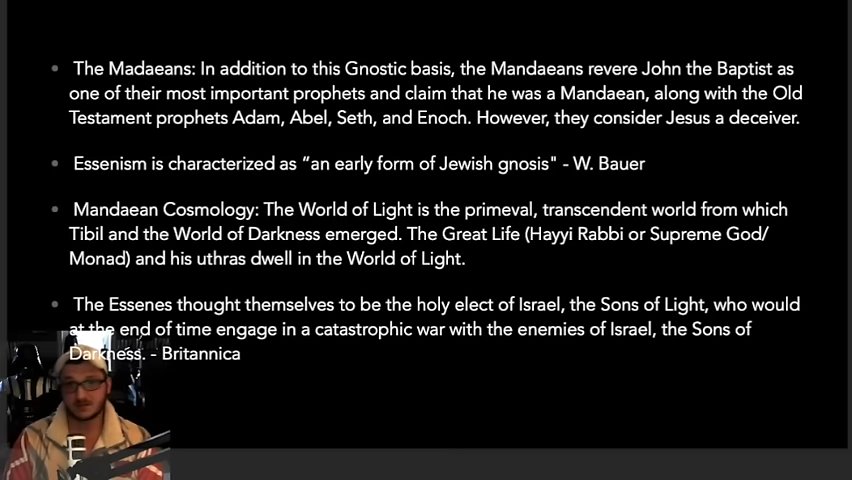 The Madaeans: In addition to this Gnostic basis, the Mandaeans revere John the Baptist as
one of their most important prophets and claim that he was a Mandaean, along with the Old
Testament prophets Adam, Abel, Seth, and Enoch. However, they consider Jesus a deceiver.
Essenism is characterized as “an early form of Jewish gnosis" - W. Bauer
Mandaean Cosmology: The World of Light is the primeval, transcendent world from which
Tibil and the World of Darkness emerged. The Great Life (Hayyi Rabbi or Supreme God/
Monad) and his uthras dwell in the World of Light.
The Essenes thought themselves to be the holy elect of Israel, the Sons of Light, who would
at the end of time engage in a catastrophic war with the enemies of Israel, the Sons of
Darkness. - Britannica